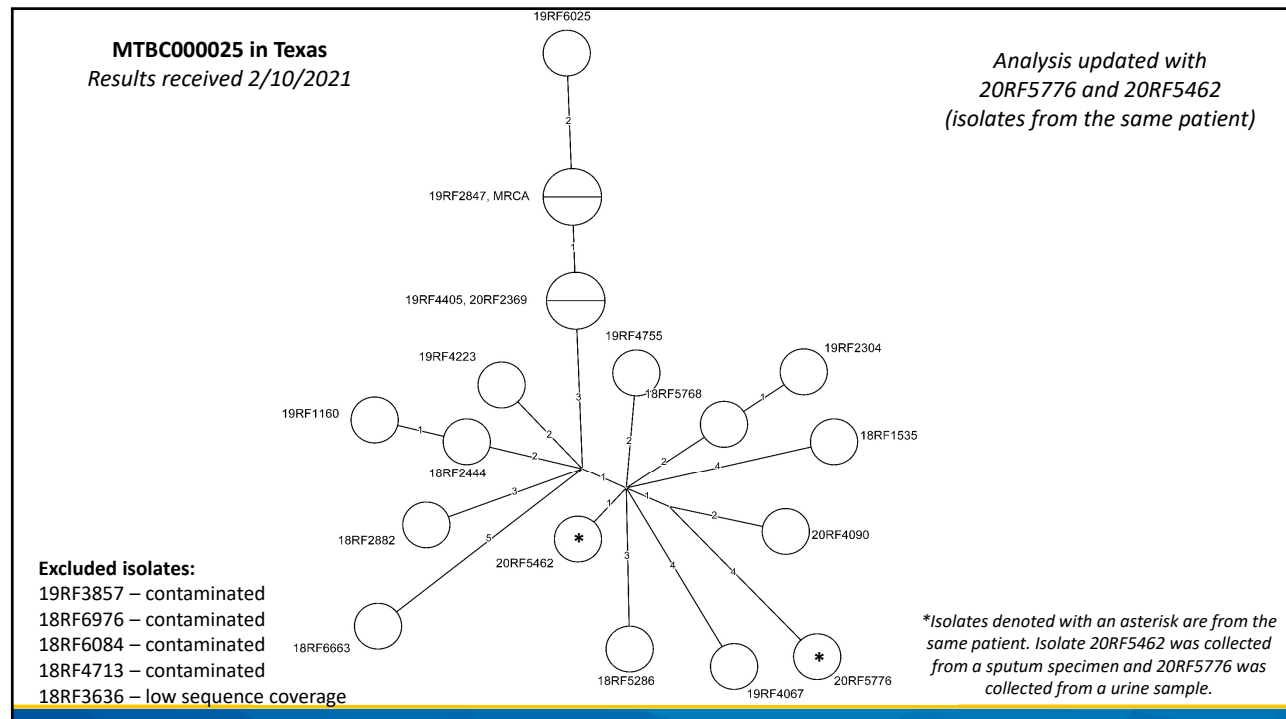 19RF6025
MTBC000025 in Texas
Results received 2/10/2021
Analysis updated with
20RF5776 and 20RF5462
(isolates from the same patient)
2
19RF2847, MRCA
1
19RF4405, 20RF2369
19RF4755
19RF4223
18RF5768
19RF2304
3
1
19RF1160
1
2
2
18RF2444
2
2
4
18RF1535
3
1
1
1
2
18RF2882
5
*
20RF5462
20RF4090
3
4
4
Excluded isolates:
19RF3857 – contaminated
18RF6976 – contaminated
18RF6084 – contaminated
18RF4713 – contaminated
18RF3636 – low sequence coverage
18RF6663
18RF5286
19RF4067
*
20RF5776
*Isolates denoted with an asterisk are from the
same patient. Isolate 20RF5462 was collected
from a sputum specimen and 20RF5776 was
collected from a urine sample.